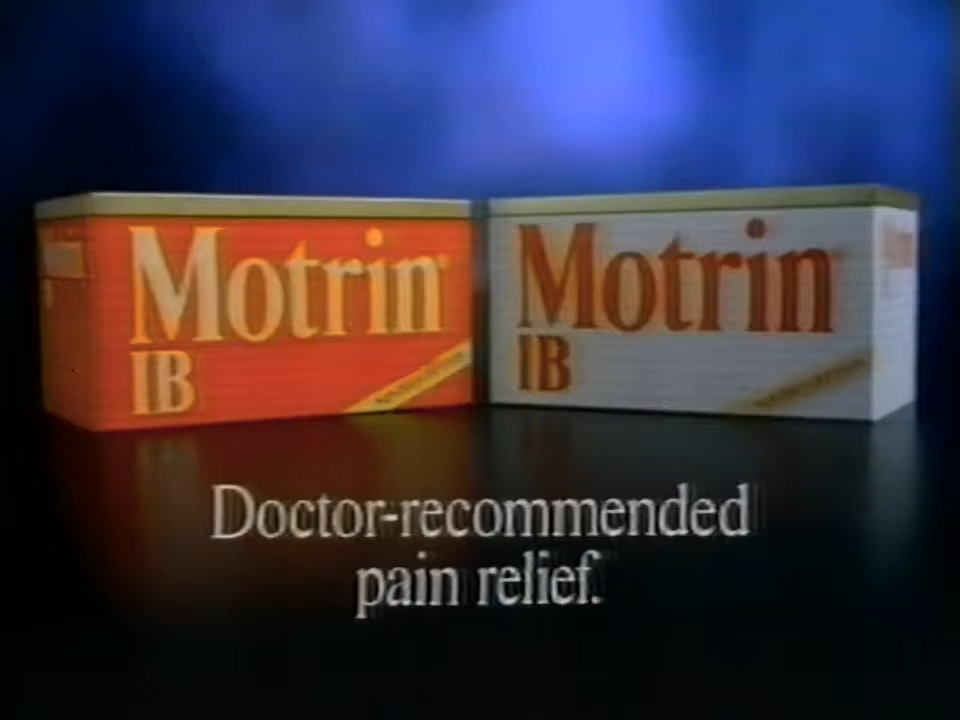 Motrin
IB
Motrin
IB
Doctor-recommended
pain relief.